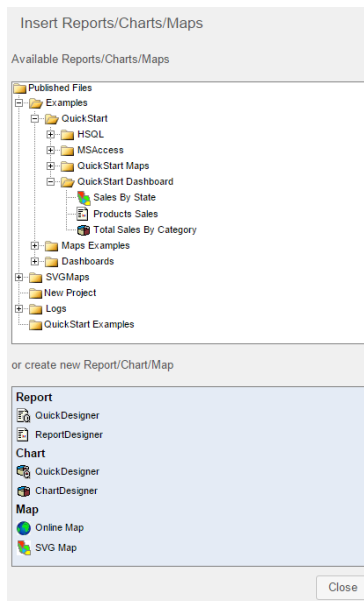 Insert Reports/Charts/Maps
Available Reports/Charts/Maps
Published Files
Examples
QuickStart
HSQL
MSAccess
QuickStart Maps
QuickStart Dashboard
Sales By State
Products Sales
Total Sales By Category
Maps Examples
Dashboards
SVGMaps
New Project
Logs
QuickStart Examples
or create new Report/Chart/Map
Report
QuickDesigner
ReportDesigner
Chart
QuickDesigner
ChartDesigner
Map
Online Map
SVG Map
Close